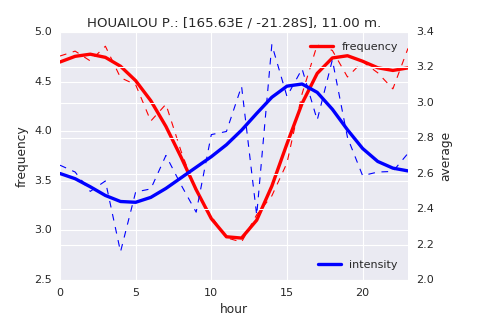 HOUAILOU P.: [165.63E / -21.28S], 11.00 m.
5.0
4.5
4.0
3.5
3.0
2.5
frequency
3.4
3.2
3.0
2.8
2.6
2.4
2.2
2.0
average
frequency
intensity
0 5 10 15 20
hour